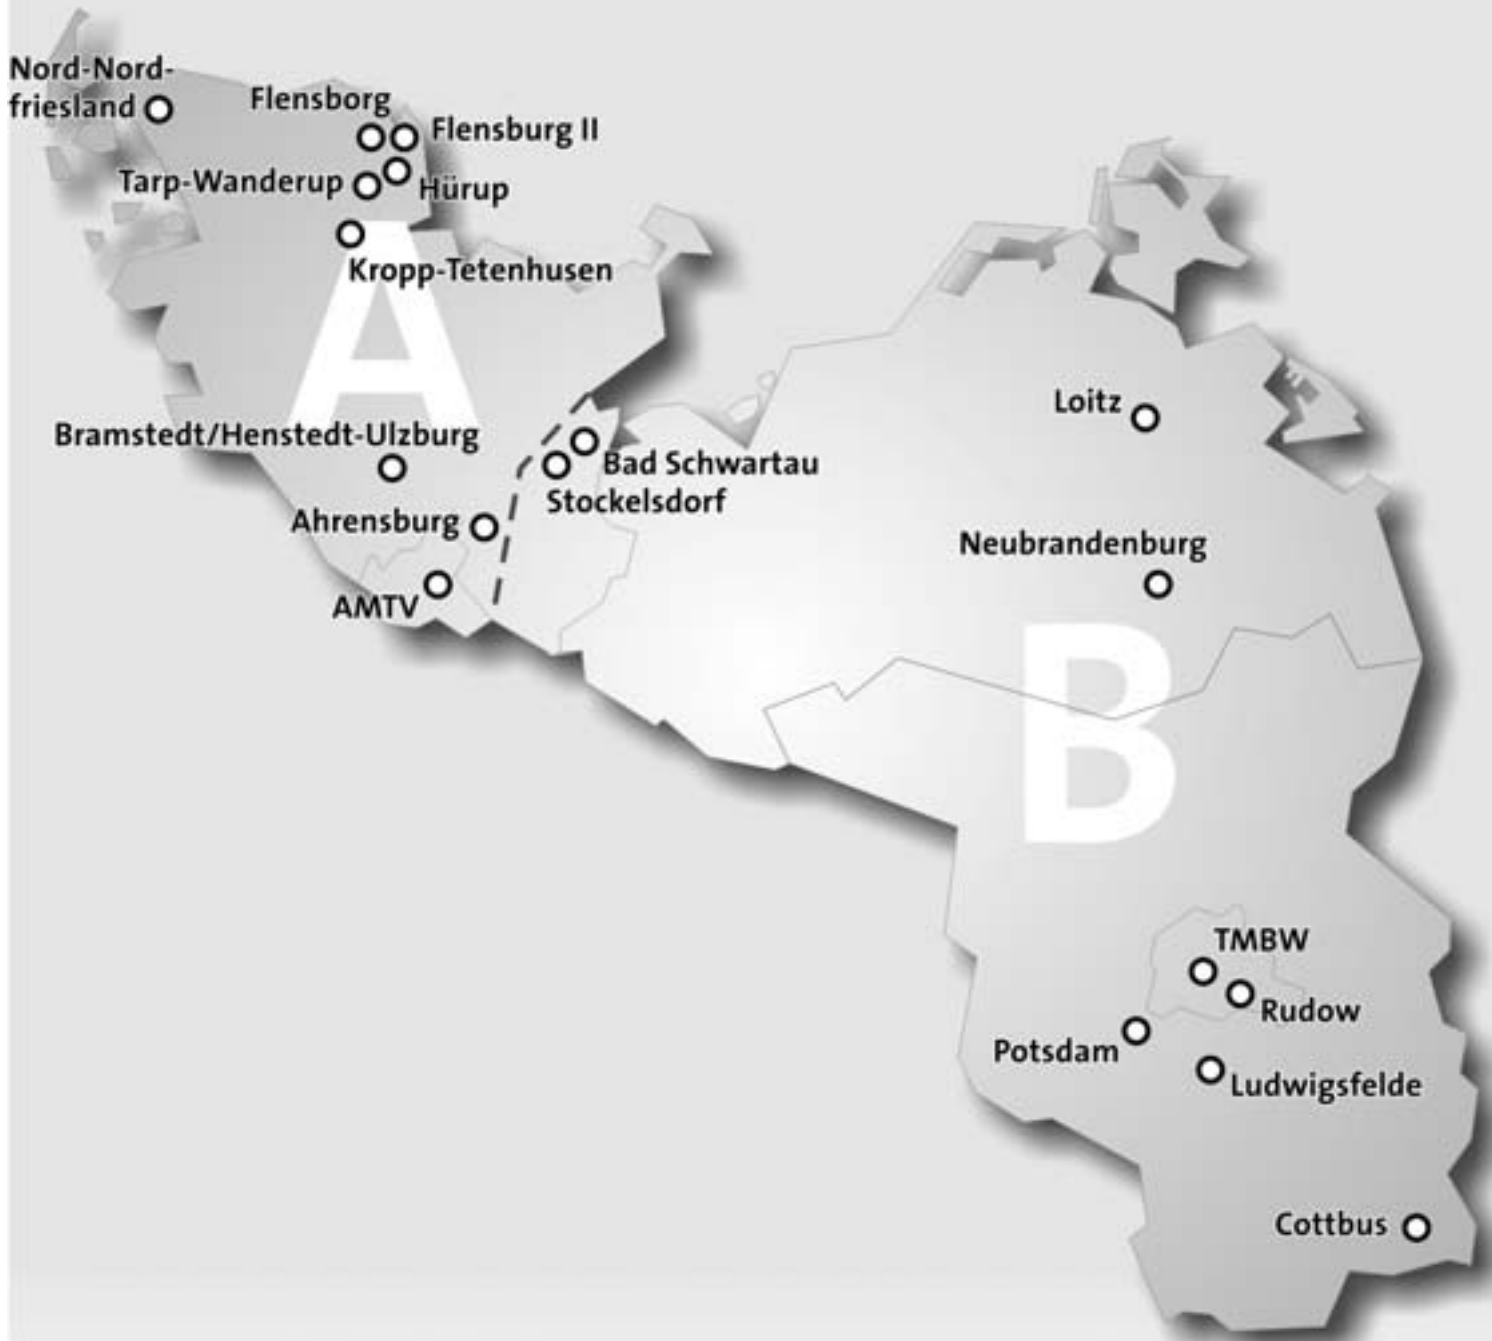 Nord-Nord-
friesland
Flensborg
Flensburg II
Tarp-Wanderup
Hürup
Kropp-Tetenhusen
A
Bramstedt/Henstedt-Ulzburg
Bad Schwartau
Stockelsdorf
Ahrensburg
AMTV
Loitz
Neubrandenburg
B
TMBW
Rudow
Potsdam
Ludwigsfelde
Cottbus